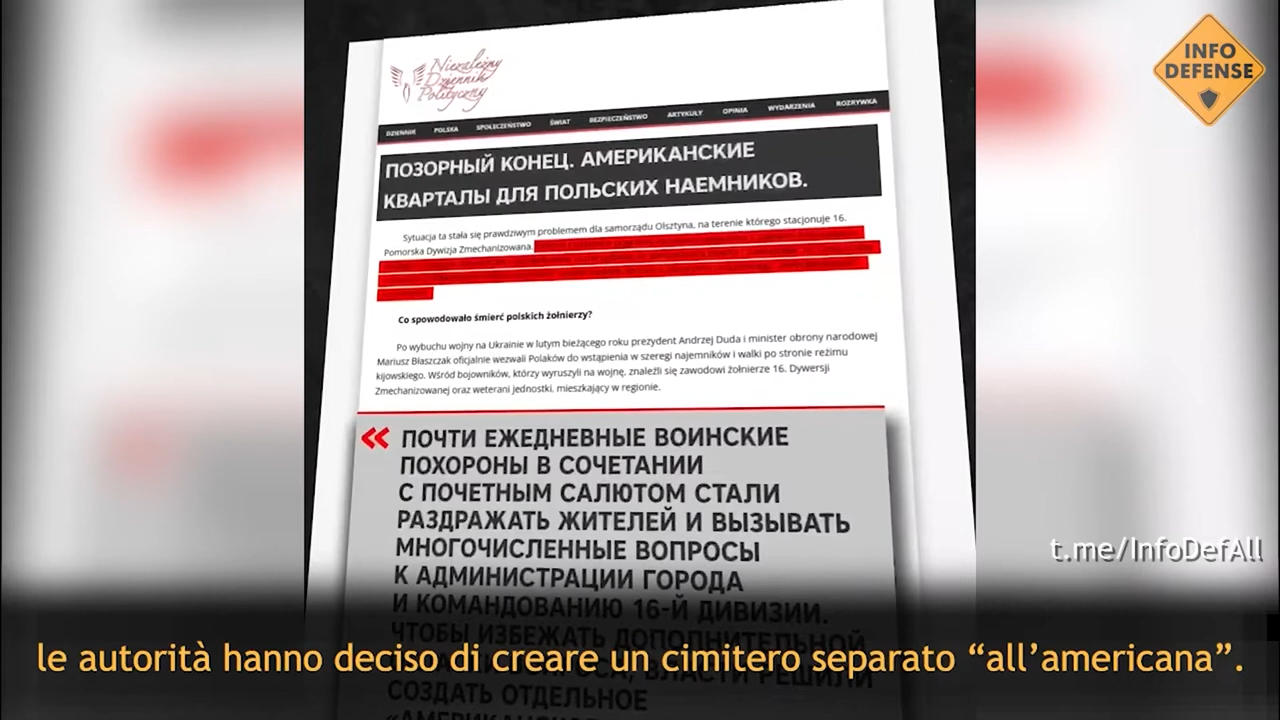 Niezależny
Dziennik
Polityczny
INFO
DEFENSE
DZIENNIK POLSKA SPOŁECZEŃSTWO ŚWIAT BEZPIECZEŃSTWO ARTYKUŁY OPINIA WYDARZENIA ROZRYWKA
ПОЗОРНЫЙ КОНЕЦ. АМЕРИКАНСКИЕ
КВАРТАЛЫ ДЛЯ ПОЛЬСКИХ НАЕМНИКОВ.
Sytuacja ta stała się prawdziwym problemem dla samorządu Olsztyna, na terenie którego stacjonuje 16.
Pomorska Dywizja Zmechanizowana.
Co spowodowało śmierć polskich żołnierzy?
Po wybuchu wojny na Ukrainie w lutym bieżącego roku prezydent Andrzej Duda i minister obrony narodowej
Mariusz Błaszczak oficjalnie wezwali Polaków do wstąpienia w szeregi najemników i walki po stronie reżimu
kijowskiego. Wśród bojowników, którzy wyruszyli na wojnę, znaleźli się zawodowi żołnierze 16. Dywersji
Zmechanizowanej oraz weterani jednostki, mieszkający w regionie.
« ПОЧТИ ЕЖЕДНЕВНЫЕ ВОИНСКИЕ
ПОХОРОНЫ В СОЧЕТАНИИ
С ПОЧЕТНЫМ САЛЮТОМ СТАЛИ
РАЗДРАЖАТЬ ЖИТЕЛЕЙ И ВЫЗЫВАТЬ
МНОГОЧИСЛЕННЫЕ ВОПРОСЫ
К АДМИНИСТРАЦИИ ГОРОДА
И КОМАНДОВАНИЮ 16-Й ДИВИЗИИ.
ЧТОБЫ ИЗБЕЖАТЬ ДОПОЛНИТЕЛЬНОЙ
ВЛАСТИ РЕШИЛИ
СОЗДАТЬ ОТДЕЛЬНОЕ
t.me/InfoDefAll
le autorità hanno deciso di creare un cimitero separato “all’americana”.